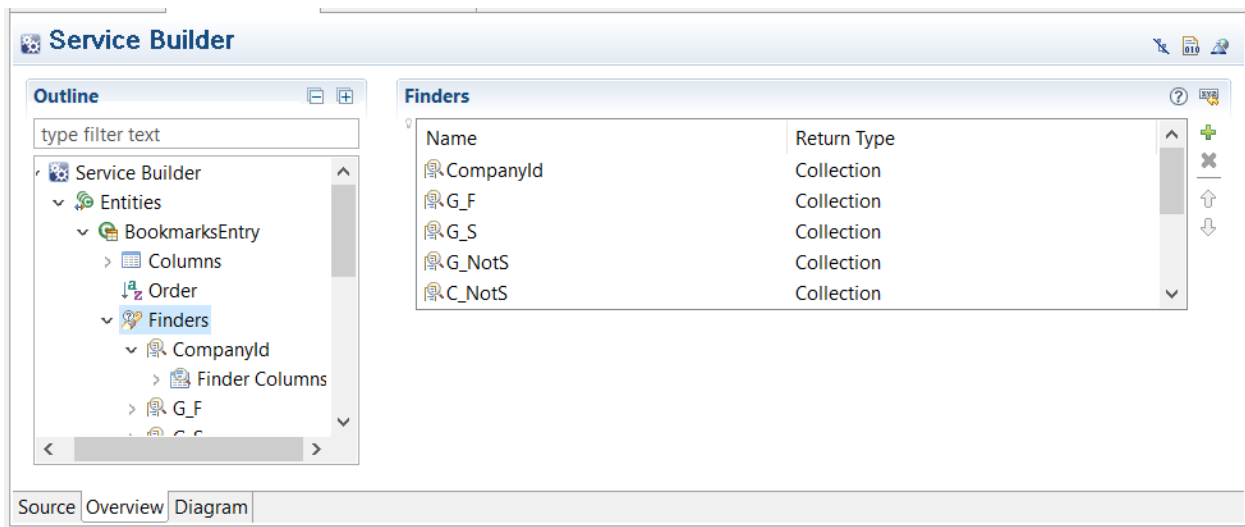 Service Builder
Outline
Finders
type filter text
Service Builder
Entities
BookmarksEntry
Columns
Order
Finders
CompanyId
Finder Columns
G_F
Name Return Type
CompanyId Collection
G_F Collection
G_S Collection
G_NotS Collection
C_NotS Collection
Source Overview Diagram